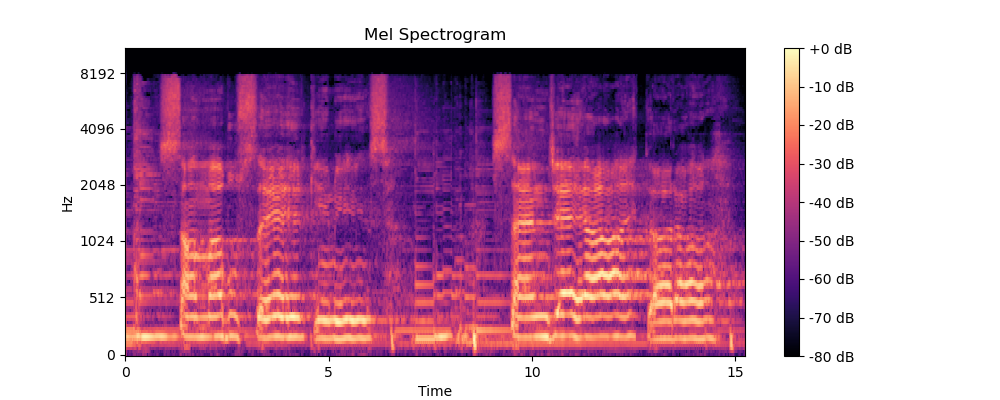 Mel Spectrogram
Hz
8192
4096
2048
1024
512
0
0 5 10 15
Time
+0 dB
-10 dB
-20 dB
-30 dB
-40 dB
-50 dB
-60 dB
-70 dB
-80 dB